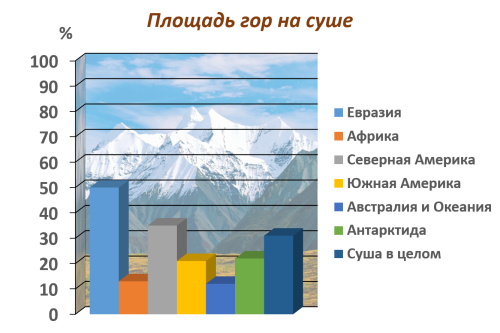 Площадь гор на суше
%
100
90
80
70
60
50
40
30
20
10
0
Евразия
Африка
Северная Америка
Южная Америка
Австралия и Океания
Антарктида
Суша в целом